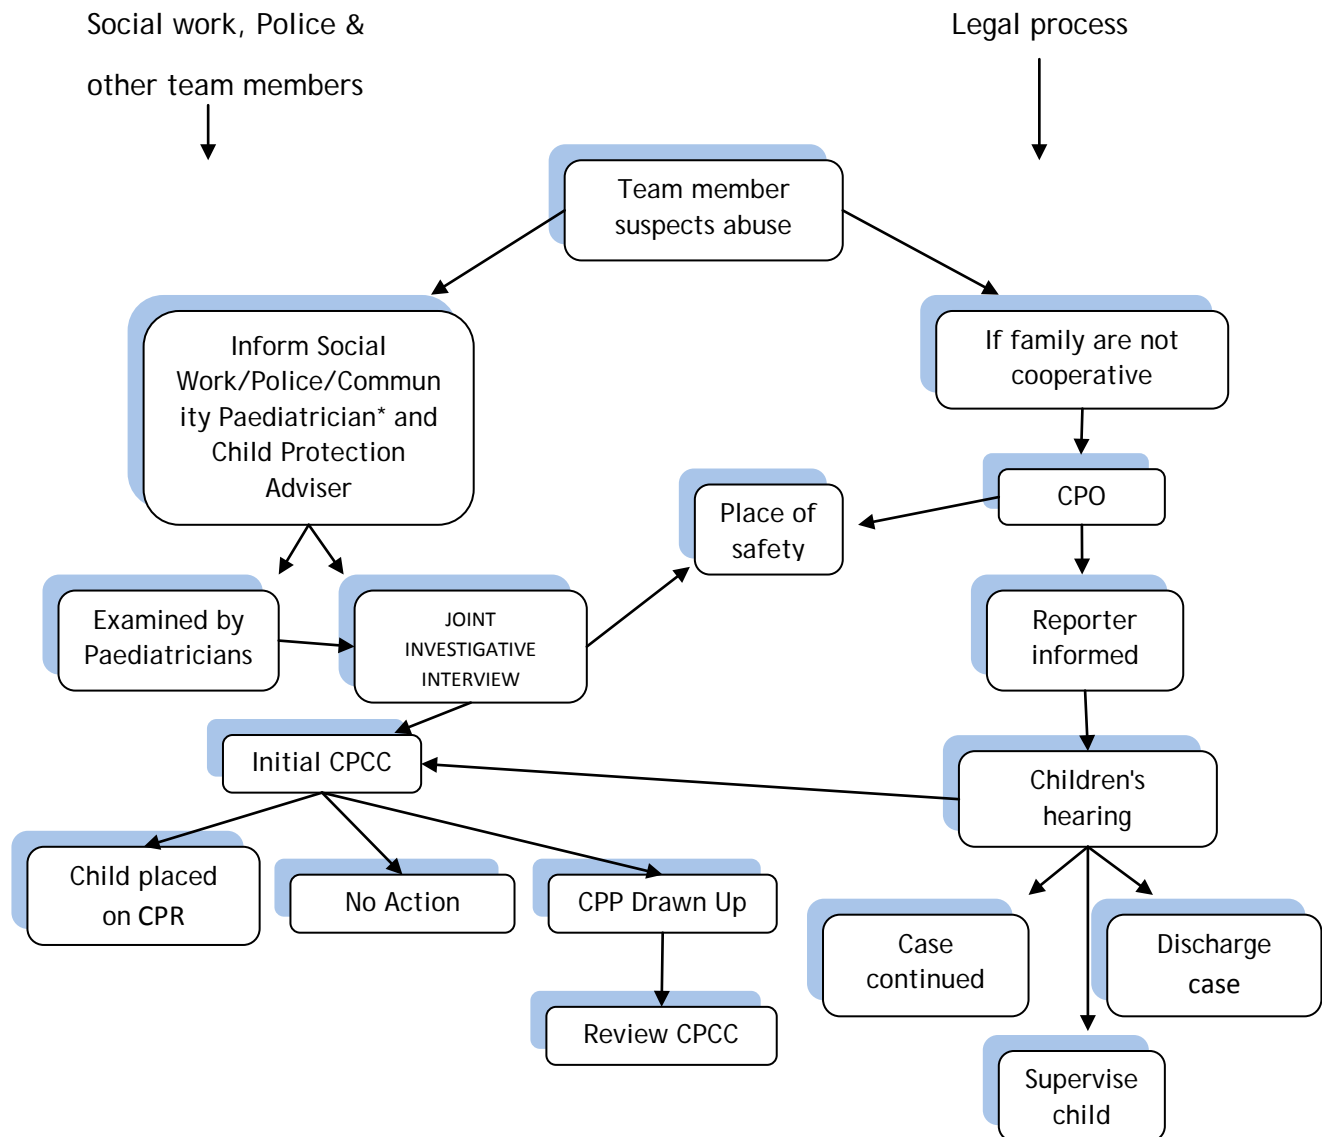 Social work, Police &
other team members
Legal process
Team member
suspects abuse
Inform Social
Work/Police/Commun
ity Paediatrician* and
Child Protection
Adviser
If family are not
cooperative
Place of
safety
CPO
Examined by
Paediatricians
JOINT
INVESTIGATIVE
INTERVIEW
Reporter
informed
Initial CPCC
Children's
hearing
Child placed
on CPR
No Action
CPP Drawn Up
Case
continued
Discharge
case
Review CPCC
Supervise
child